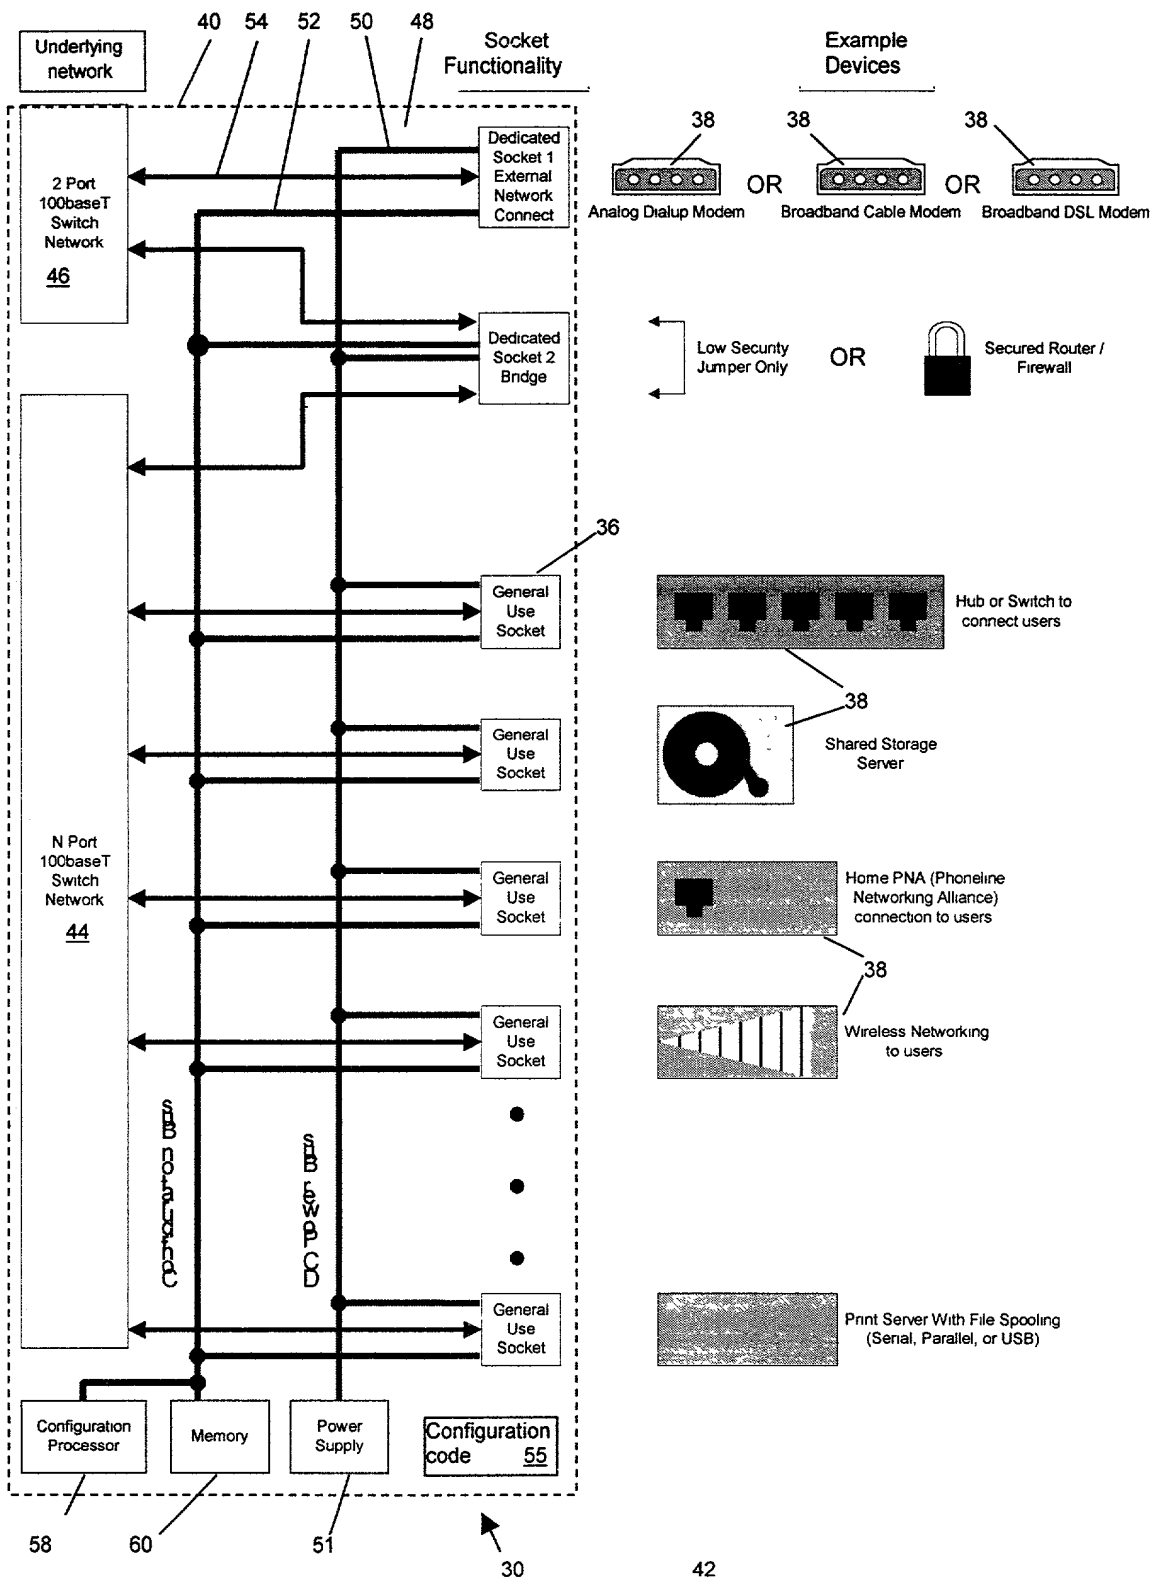 40
54
52
50
48
Underlying
network
Socket
Functionality
Example
Devices
2 Port
100baseT
Switch
Network
46
Dedicated
Socket 1
External
Network
Connect
38
38
38
OR
OR
Analog Dialup Modem
Broadband Cable Modem
Broadband DSL Modem
Dedicated
Socket 2
Bridge
Low Security
Jumper Only
OR
Secured Router /
Firewall
36
General
Use
Socket
Hub or Switch to
connect users
38
General
Use
Socket
Shared Storage
Server
N Port
100baseT
Switch
Network
44
General
Use
Socket
Home PNA (Phoneline
Networking Alliance)
connection to users
38
General
Use
Socket
Wireless Networking
to users
Configuration Bus
DC Power Bus
General
Use
Socket
Print Server With File Spooling
(Serial, Parallel, or USB)
Configuration
Processor
Memory
Power
Supply
Configuration
code 55
58
60
51
30
42